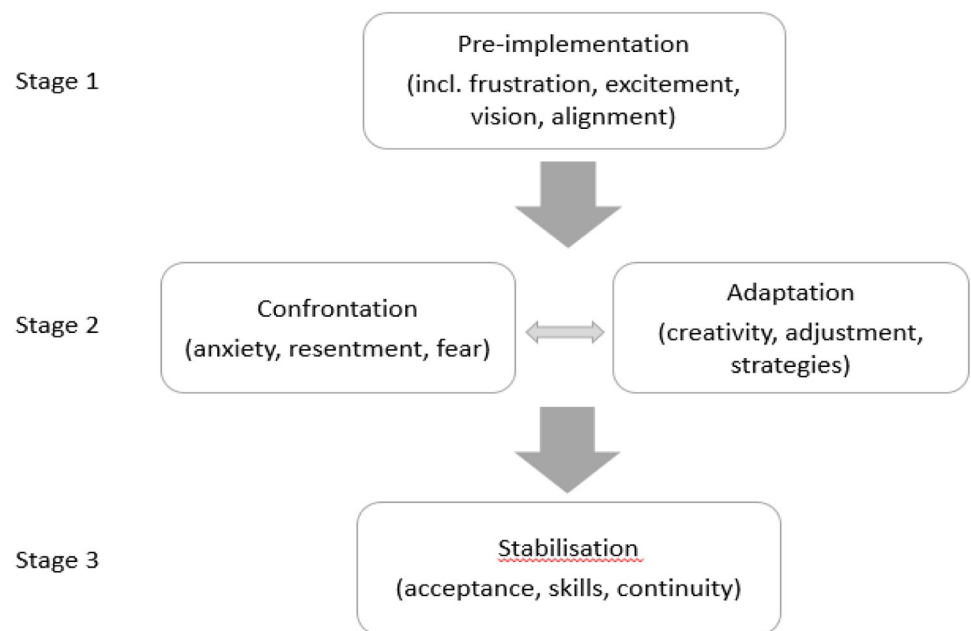 Stage 1
Pre-implementation
(incl. frustration, excitement,
vision, alignment)
Stage 2
Confrontation
(anxiety, resentment, fear)
Adaptation
(creativity, adjustment,
strategies)
Stage 3
Stabilisation
(acceptance, skills, continuity)